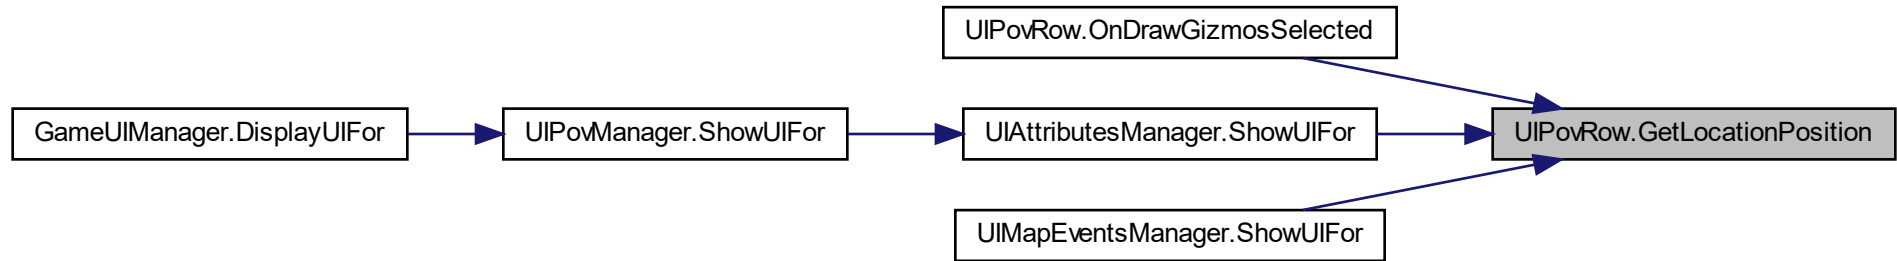 UIPovRow.OnDrawGizmosSelected
GameUIManager.DisplayUIFor
UIPovManager.ShowUIFor
UIAttributesManager.ShowUIFor
UIPovRow.GetLocationPosition
UIMapEventsManager.ShowUIFor